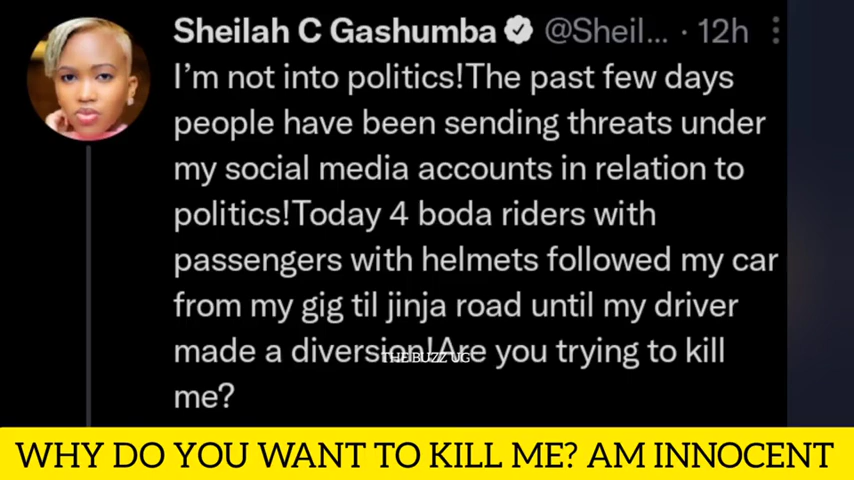 Sheilah C Gashumba @Sheil... · 12h
I'm not into politics!The past few days
people have been sending threats under
my social media accounts in relation to
politics!Today 4 boda riders with
passengers with helmets followed my car
from my gig til jinja road until my driver
made a diversion!Are you trying to kill
me?
THE BUZZ UG
WHY DO YOU WANT TO KILL ME? AM INNOCENT